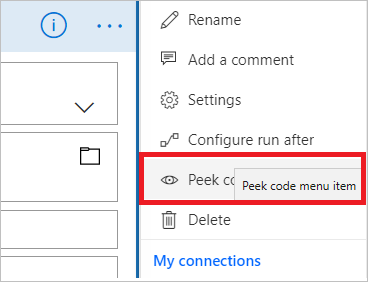 Rename
Add a comment
Settings
Configure run after
Peek co
Peek code menu item
Delete
My connections